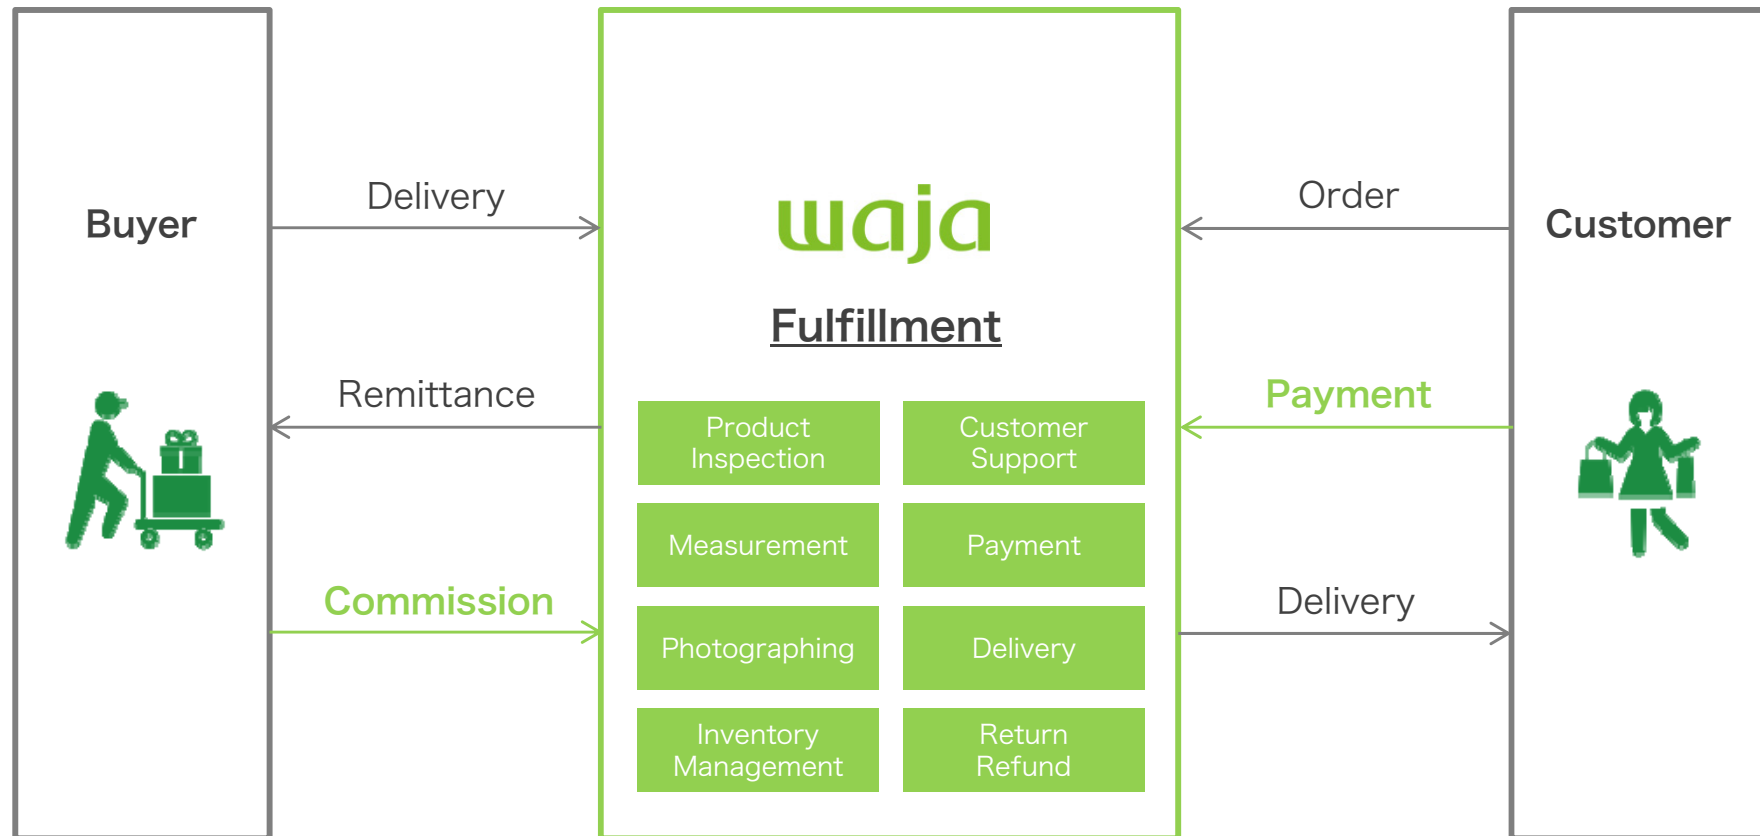 Buyer
Delivery
Remittance
Commission
waja
Fulfillment
Product
Inspection
Customer
Support
Measurement
Payment
Photographing
Delivery
Inventory
Management
Return
Refund
Order
Payment
Delivery
Customer